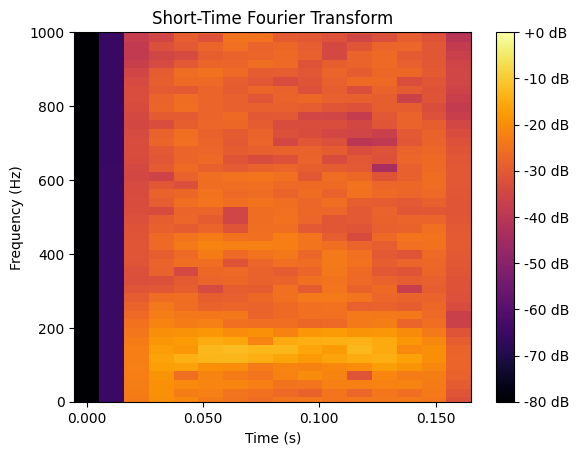 Short-Time Fourier Transform
1000
800
600
400
200
0
Frequency (Hz)
0.000
0.050
0.100
0.150
Time (s)
+0 dB
-10 dB
-20 dB
-30 dB
-40 dB
-50 dB
-60 dB
-70 dB
-80 dB